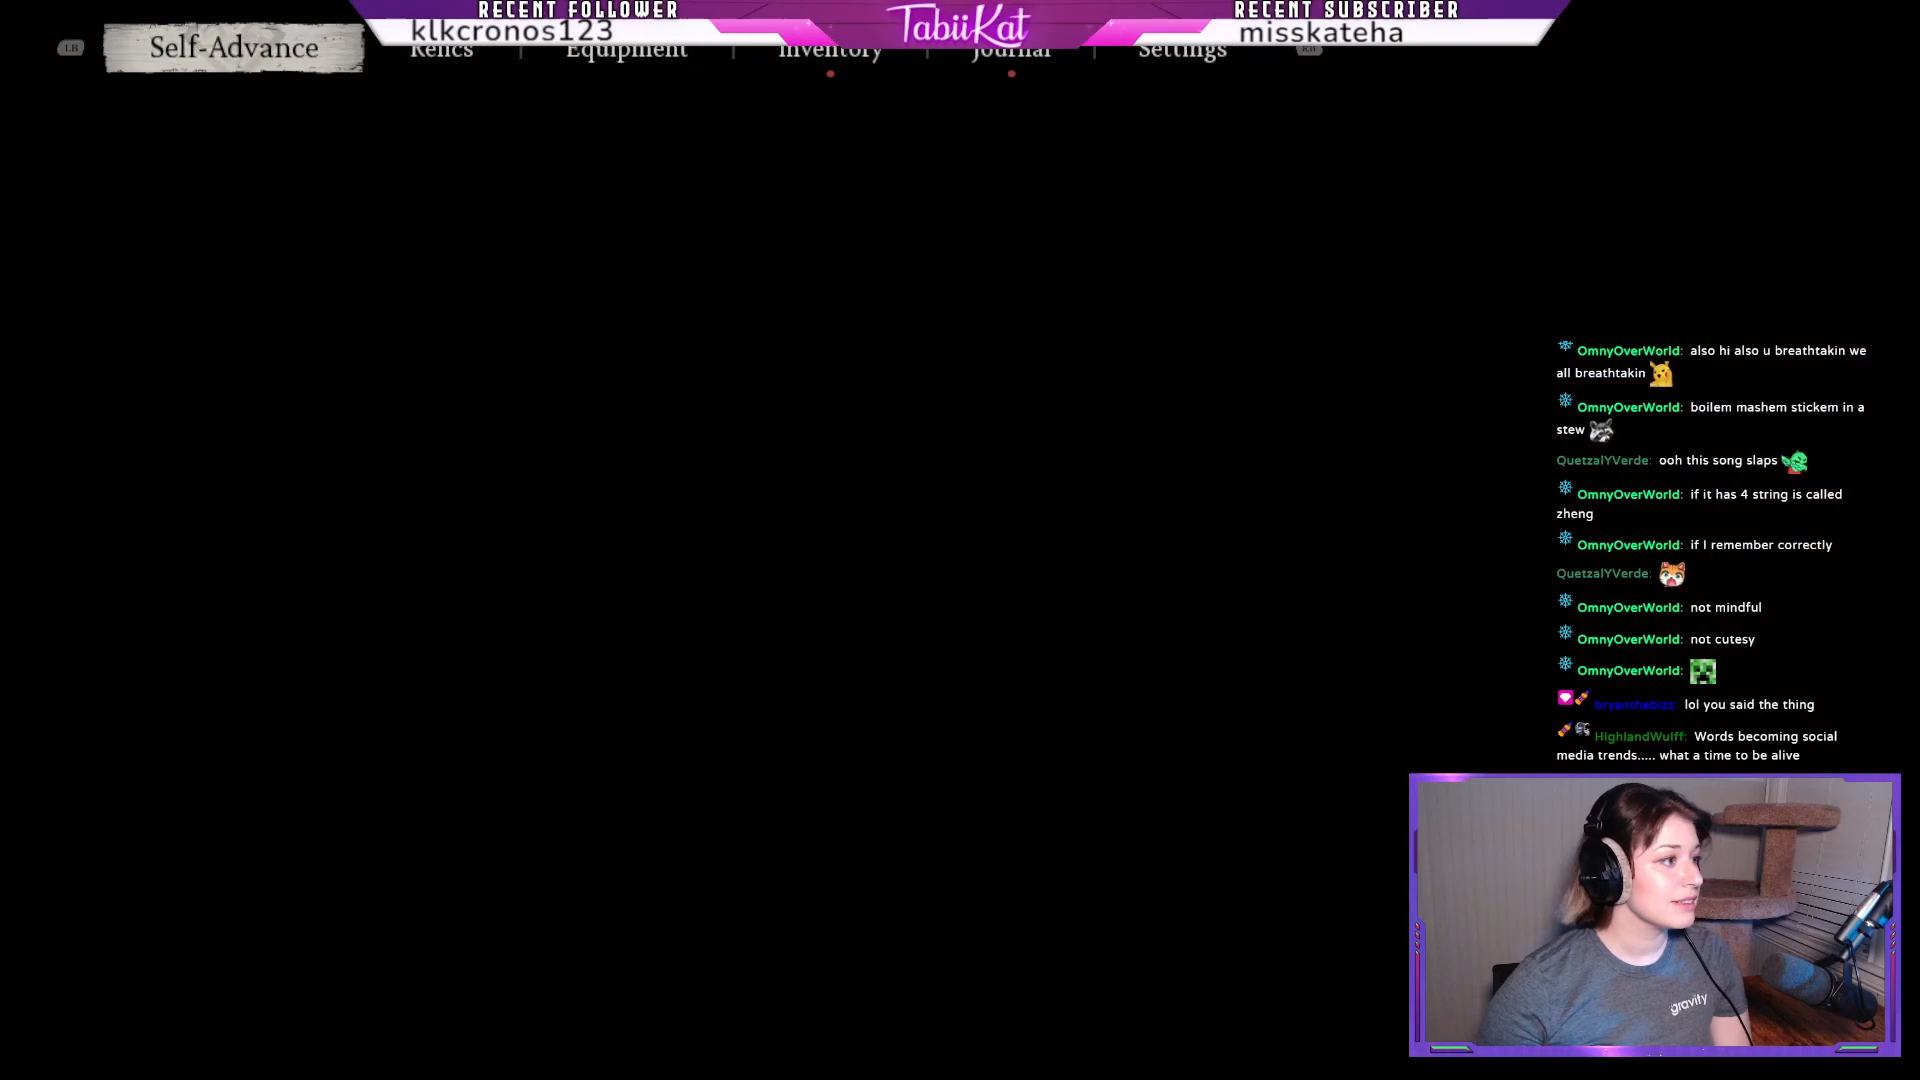 RECENT FOLLOWER
klkcronos123
TabiiKat
RECENT SUBSCRIBER
misskateha
LB
Self-Advance
Relics
Equipment
Inventory
Journal
Settings
RB
OmnyOverWorld: also hi also u breathtakin we
all breathtakin
OmnyOverWorld: boilem mashem stickem in a
stew
QuetzalYVerde: ooh this song slaps
OmnyOverWorld: if it has 4 string is called
zheng
OmnyOverWorld: if I remember correctly
QuetzalYVerde:
OmnyOverWorld: not mindful
OmnyOverWorld: not cutesy
OmnyOverWorld:
bryanthebizz: lol you said the thing
HighlandWulff: Words becoming social
media trends..... what a time to be alive
gravity